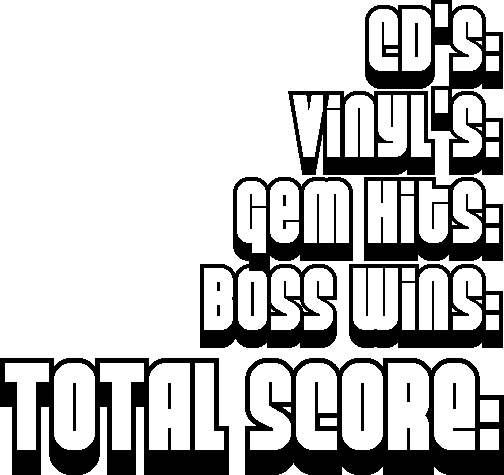 CD's:
Vinyl's:
Gem Hits:
Boss Wins:
TOTAL SCORE: